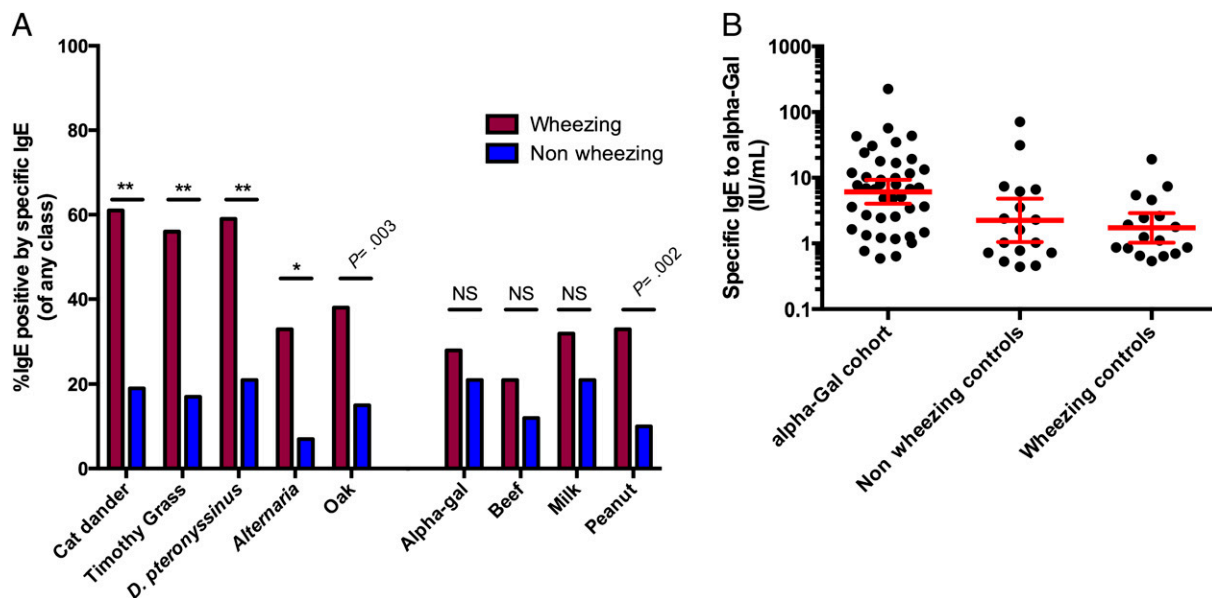 A
%IgE positive by specific IgE
(of any class)
100
80
60
40
20
0
Wheezing
Non wheezing
**
**
**
*
P= .003
NS
NS
NS
P= .002
Cat dander
Timothy Grass
D. pteronyssinus
Alternaria
Oak
Alpha-gal
Beef
Milk
Peanut
B
Specific IgE to alpha-Gal
(IU/mL)
1000
100
10
1
0.1
alpha-Gal cohort
Non wheezing controls
Wheezing controls